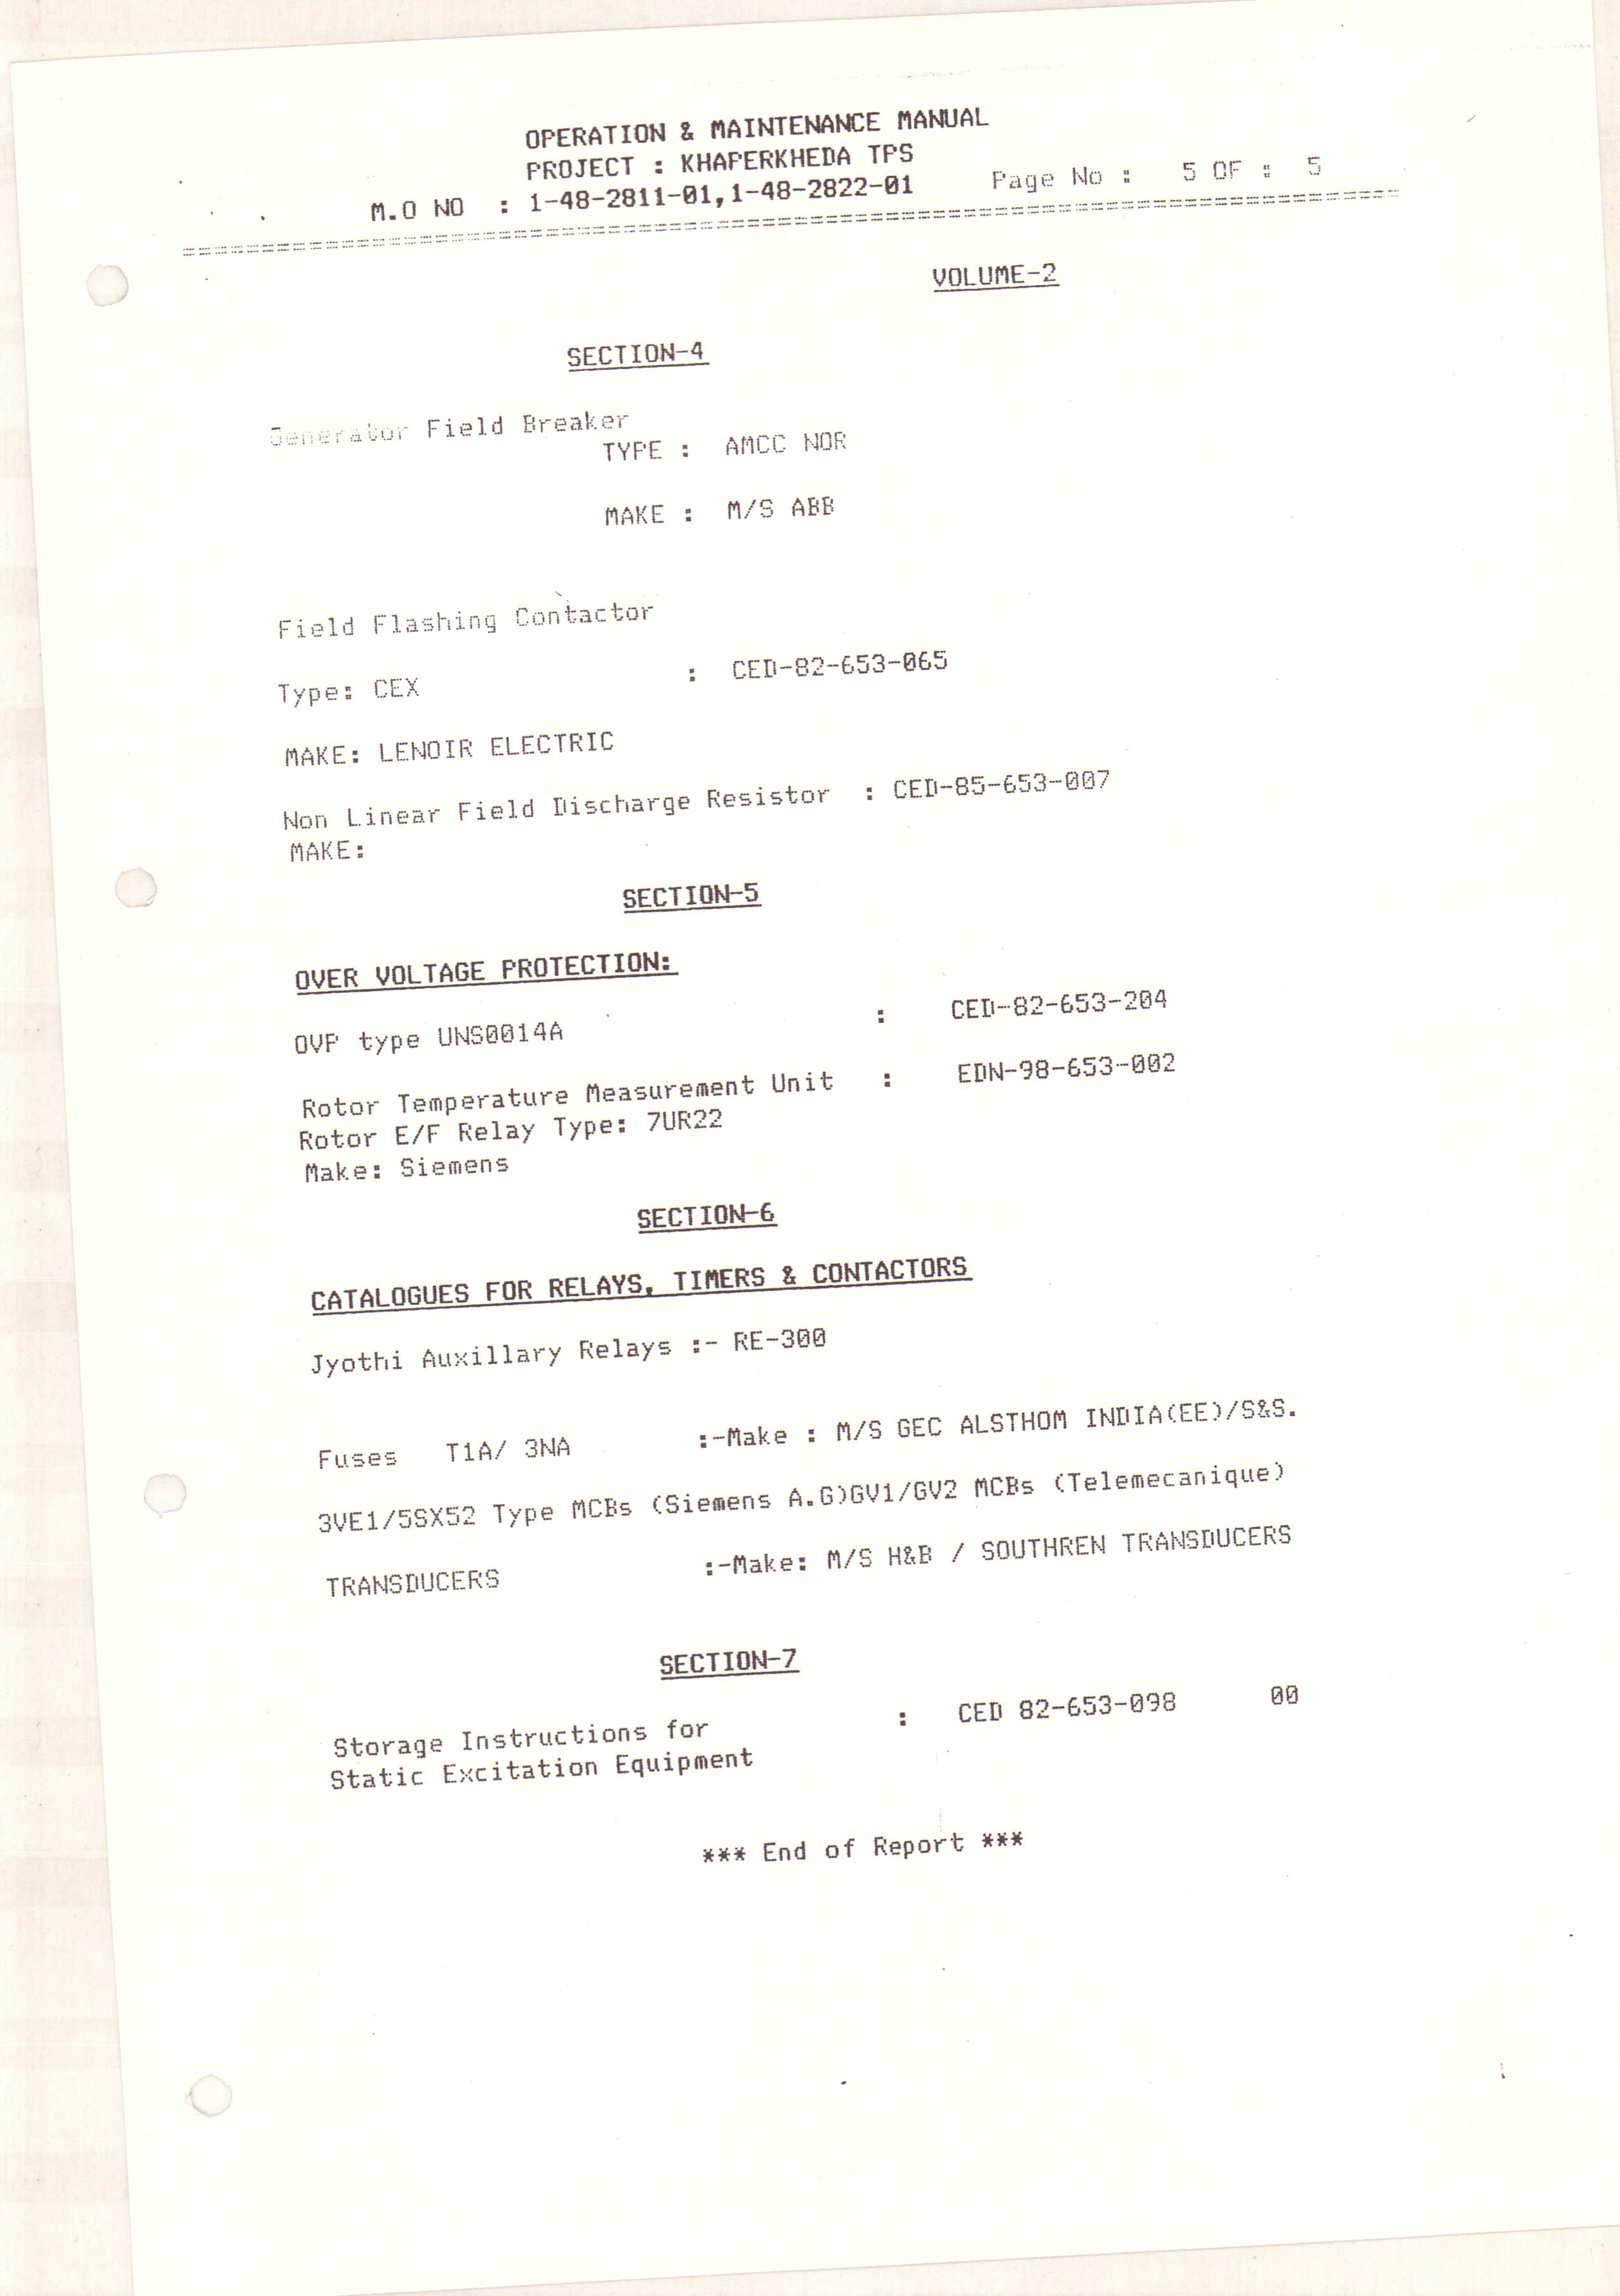 OPERATION & MAINTENANCE MANUAL
PROJECT : KHAPERKHEDA TPS
M.O NO : 1-48-2811-01,1-48-2822-01 Page No : 5 OF : 5
VOLUME-2
SECTION-4
Generator Field Breaker
TYPE : AMCC NOR
MAKE : M/S ABB
Field Flashing Contactor
Type: CEX : CED-82-653-065
MAKE: LENOIR ELECTRIC
Non Linear Field Discharge Resistor : CED-85-653-007
MAKE:
SECTION-5
OVER VOLTAGE PROTECTION:
OVP type UNS0014A : CED-82-653-204
Rotor Temperature Measurement Unit : EDN-98-653-002
Rotor E/F Relay Type: 7UR22
Make: Siemens
SECTION-6
CATALOGUES FOR RELAYS, TIMERS & CONTACTORS
Jyothi Auxillary Relays :- RE-300
Fuses T1A/ 3NA :-Make : M/S GEC ALSTHOM INDIA(EE)/S&S.
3VE1/5SX52 Type MCBs (Siemens A.G)GV1/GV2 MCBs (Telemecanique)
TRANSDUCERS :-Make: M/S H&B / SOUTHREN TRANSDUCERS
SECTION-7
Storage Instructions for : CED 82-653-098 00
Static Excitation Equipment
*** End of Report ***